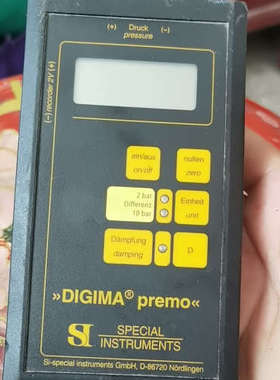 (+) Druck (-)
pressure
(-) recorder 2V (+)
ein/aus
on/off
nullen
zero
2 bar
Differenz
19 bar
Einheit
unit
Dämpfung
damping
D
»DIGIMA® premo«
SI SPECIAL
INSTRUMENTS
SI-special instruments GmbH, D-86720 Nördlingen